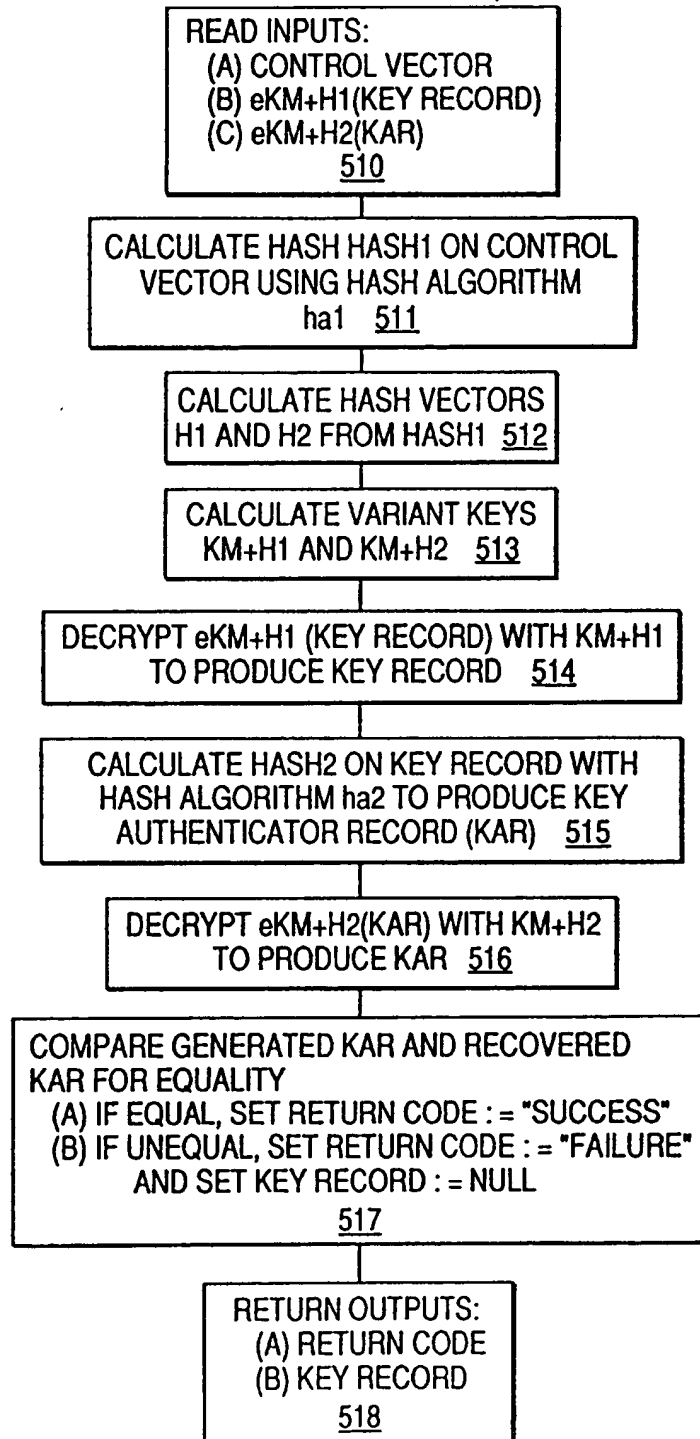 READ INPUTS:
(A) CONTROL VECTOR
(B) eKM+H1(KEY RECORD)
(C) eKM+H2(KAR)
510
CALCULATE HASH HASH1 ON CONTROL
VECTOR USING HASH ALGORITHM
ha1 511
CALCULATE HASH VECTORS
H1 AND H2 FROM HASH1 512
CALCULATE VARIANT KEYS
KM+H1 AND KM+H2 513
DECRYPT eKM+H1 (KEY RECORD) WITH KM+H1
TO PRODUCE KEY RECORD 514
CALCULATE HASH2 ON KEY RECORD WITH
HASH ALGORITHM ha2 TO PRODUCE KEY
AUTHENTICATOR RECORD (KAR) 515
DECRYPT eKM+H2(KAR) WITH KM+H2
TO PRODUCE KAR 516
COMPARE GENERATED KAR AND RECOVERED
KAR FOR EQUALITY
(A) IF EQUAL, SET RETURN CODE : = "SUCCESS"
(B) IF UNEQUAL, SET RETURN CODE : = "FAILURE"
AND SET KEY RECORD : = NULL
517
RETURN OUTPUTS:
(A) RETURN CODE
(B) KEY RECORD
518